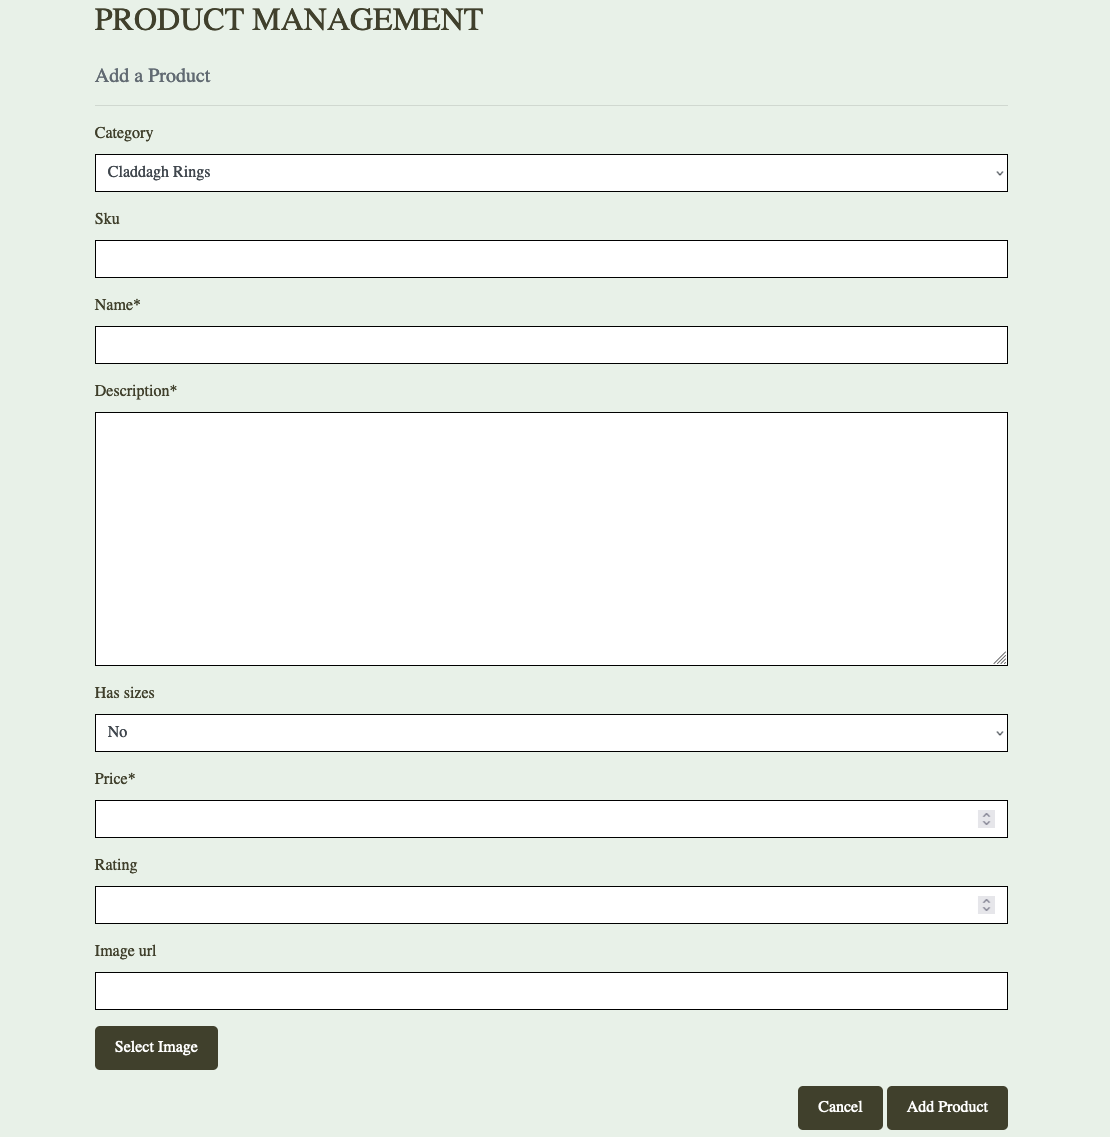 PRODUCT MANAGEMENT
Add a Product
Category
Claddagh Rings
Sku
Name*
Description*
Has sizes
No
Price*
Rating
Image url
Select Image
Cancel Add Product